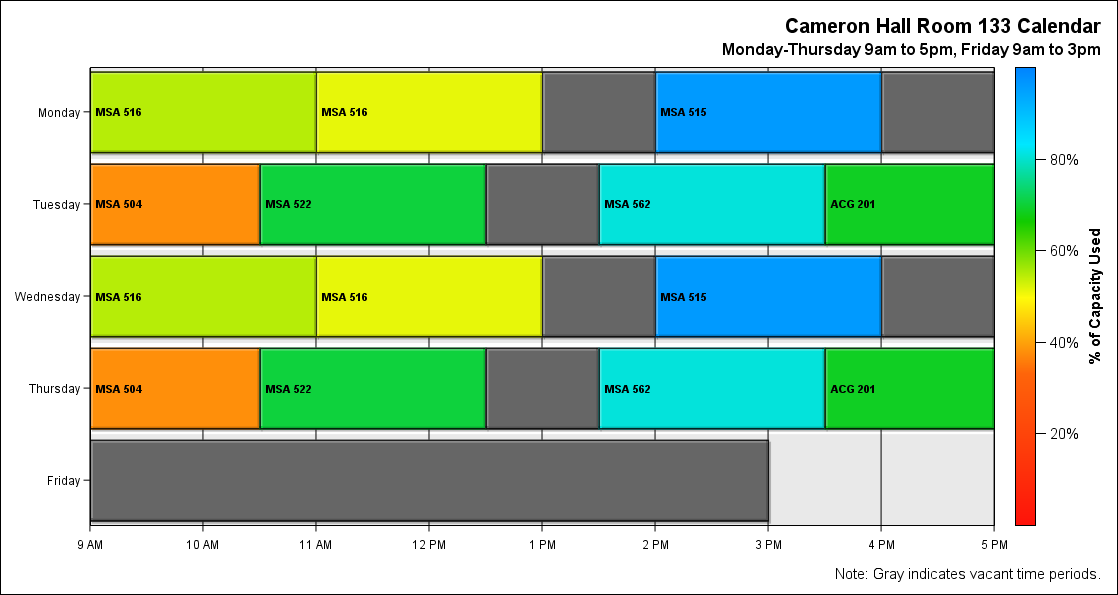 Cameron Hall Room 133 Calendar
Monday-Thursday 9am to 5pm, Friday 9am to 3pm
Monday
MSA 516
MSA 516
MSA 515
Tuesday
MSA 504
MSA 522
MSA 562
ACG 201
Wednesday
MSA 516
MSA 516
MSA 515
Thursday
MSA 504
MSA 522
MSA 562
ACG 201
Friday
9 AM
10 AM
11 AM
12 PM
1 PM
2 PM
3 PM
4 PM
5 PM
80%
60%
40%
20%
% of Capacity Used
Note: Gray indicates vacant time periods.